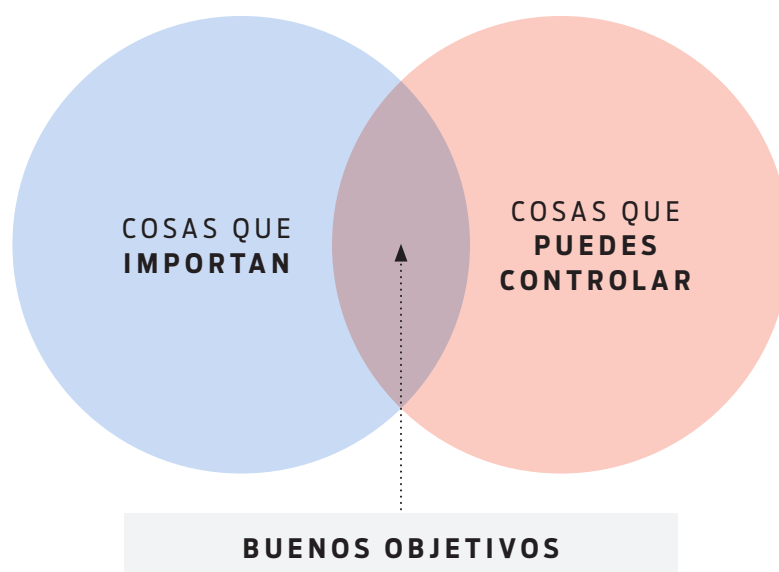 COSAS QUE
IMPORTAN
COSAS QUE
PUEDES
CONTROLAR
BUENOS OBJETIVOS